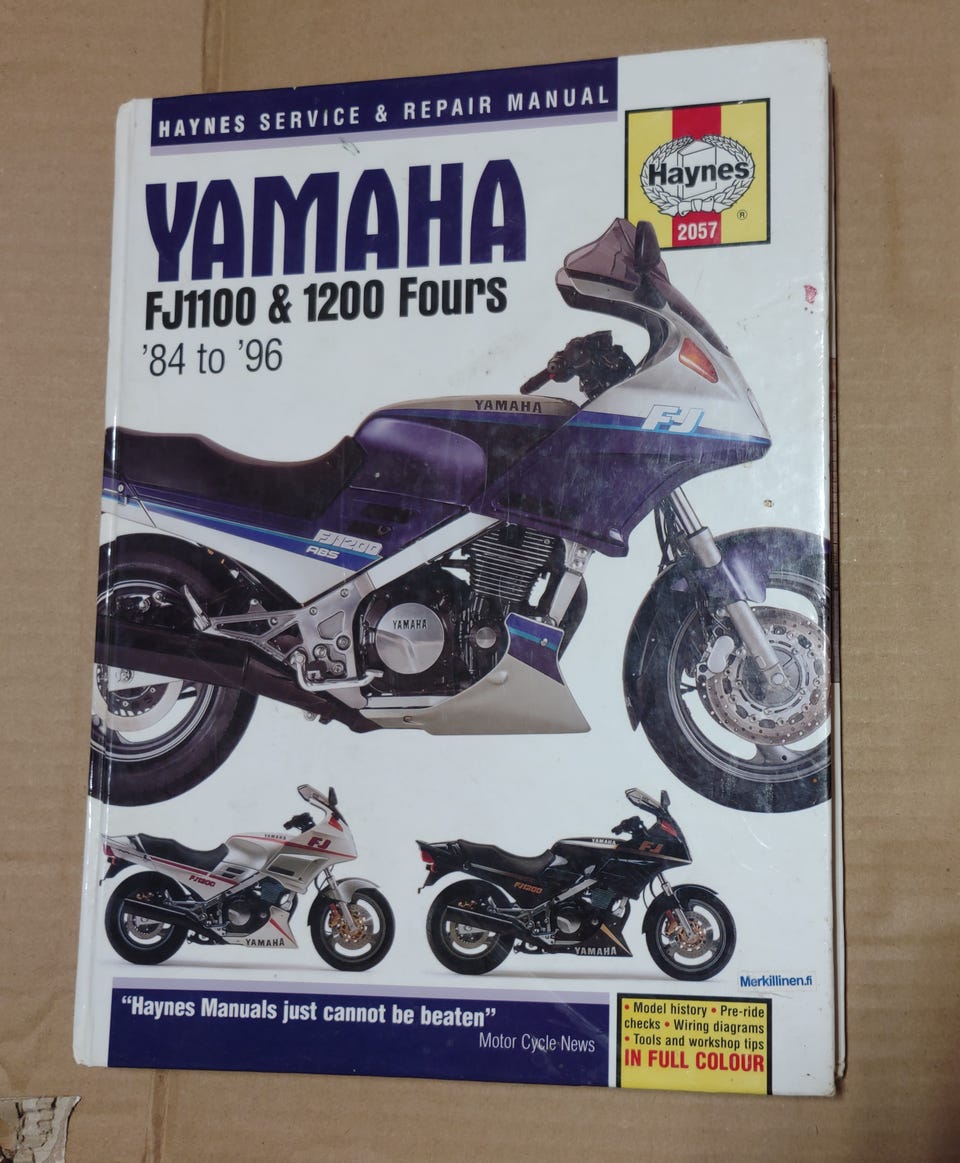 HAYNES SERVICE & REPAIR MANUAL
Haynes
®
2057
YAMAHA
FJ1100 & 1200 Fours
'84 to '96
YAMAHA
FJ
FJ1200
ABS
YAMAHA
YAMAHA
FJ
FJ1200
YAMAHA
YAMAHA
FJ
FJ1200
YAMAHA
Merkillinen.fi
“Haynes Manuals just cannot be beaten”
Motor Cycle News
• Model history • Pre-ride
checks • Wiring diagrams
• Tools and workshop tips
IN FULL COLOUR